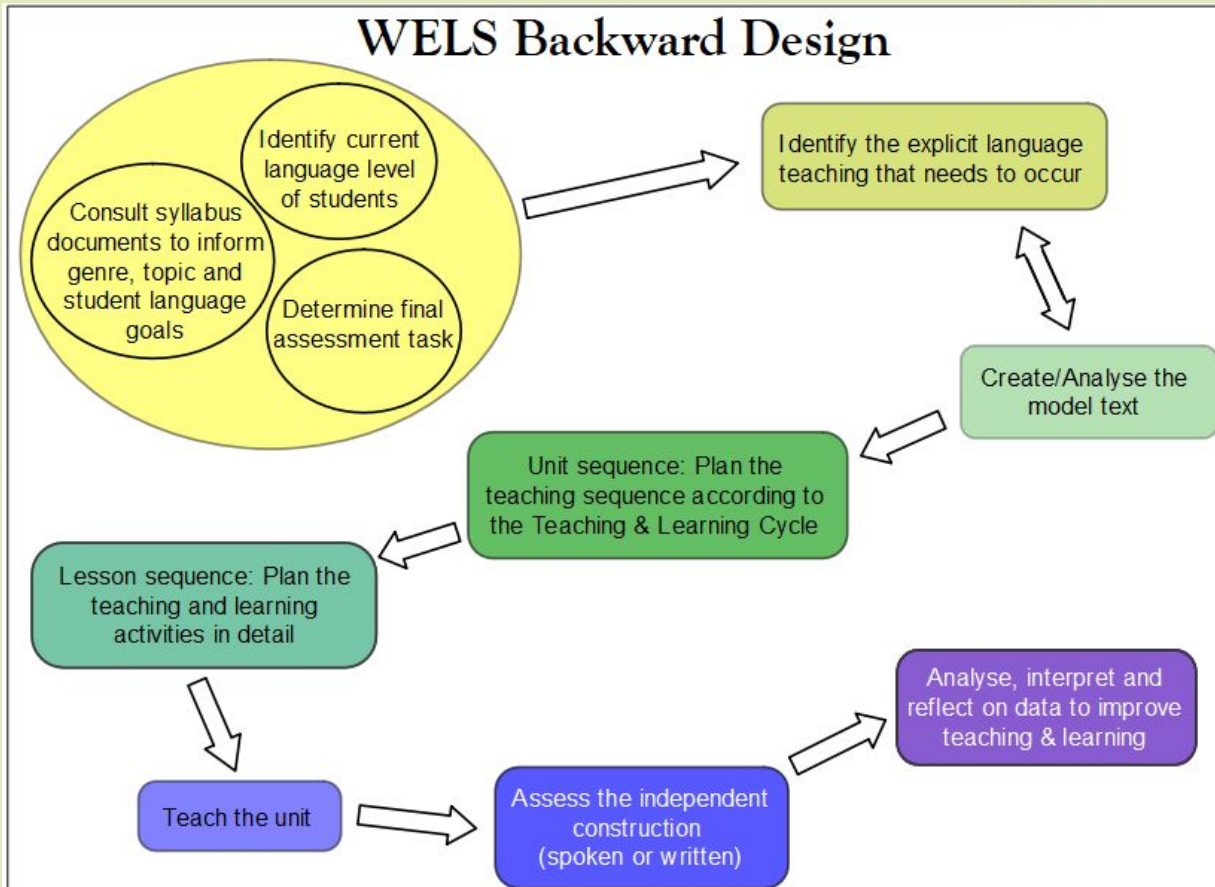 WELS Backward Design
Identify current
language level
of students
Consult syllabus
documents to inform
genre, topic and
student language
goals
Determine final
assessment task
Identify the explicit language
teaching that needs to occur
Create/Analyse the
model text
Unit sequence: Plan the
teaching sequence according to
the Teaching & Learning Cycle
Lesson sequence: Plan the
teaching and learning
activities in detail
Teach the unit
Assess the independent
construction
(spoken or written)
Analyse, interpret and
reflect on data to improve
teaching & learning